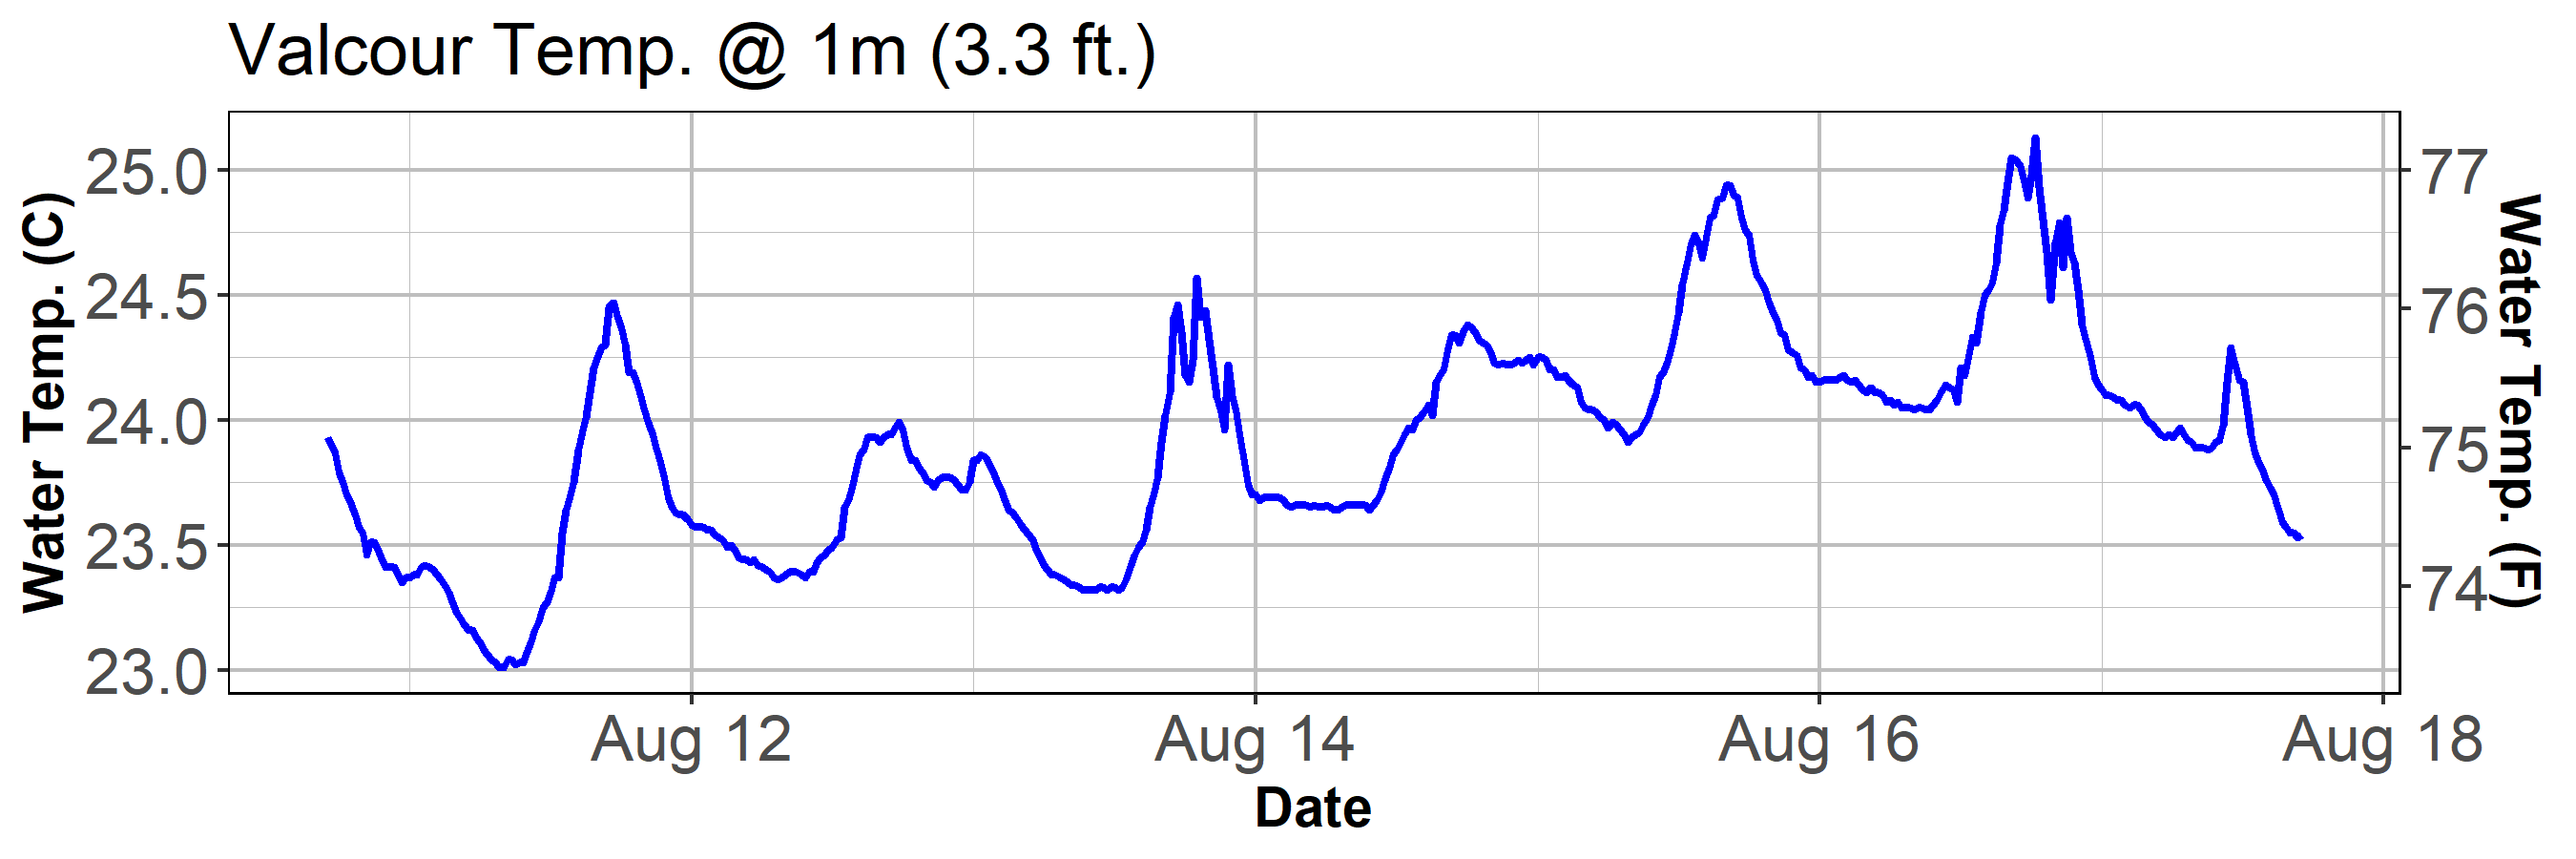 Valcour Temp. @ 1m (3.3 ft.)
Water Temp. (C)
25.0
24.5
24.0
23.5
23.0
77
76
75
74
Water Temp. (F)
Aug 12
Aug 14
Aug 16
Aug 18
Date